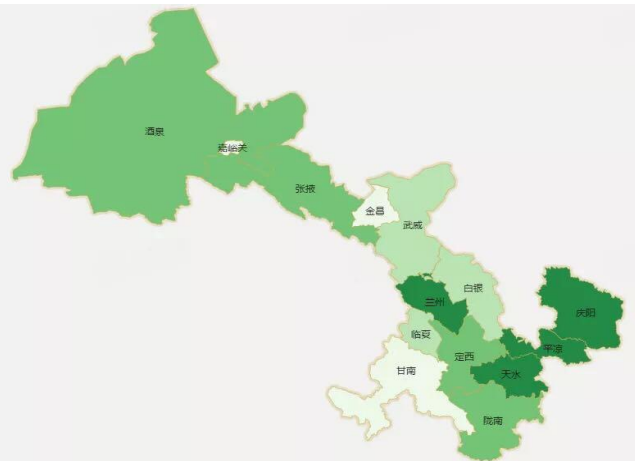 酒泉
嘉峪关
张掖
金昌
武威
白银
兰州
庆阳
临夏
平凉
定西
甘南
天水
陇南